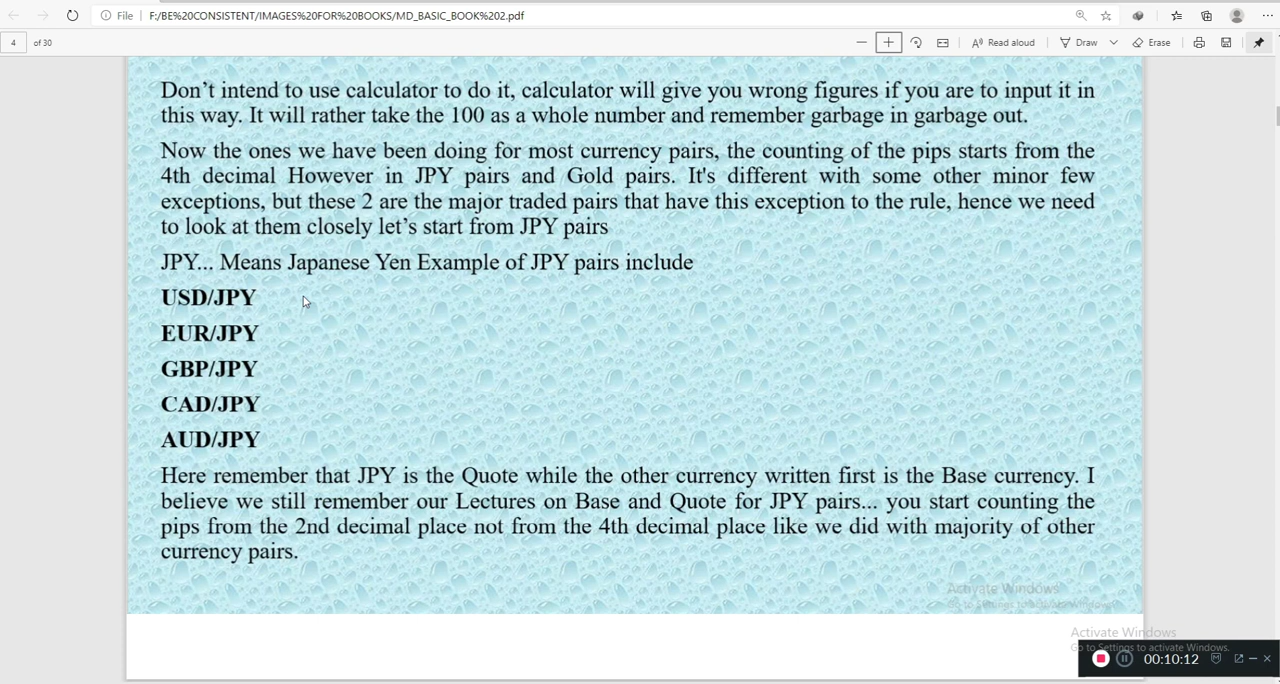 File
F:/BE%20CONSISTENT/IMAGES%20FOR%20BOOKS/MD_BASIC_BOOK%202.pdf
4 of 30
Read aloud
Draw
Erase
Don't intend to use calculator to do it, calculator will give you wrong figures if you are to input it in
this way. It will rather take the 100 as a whole number and remember garbage in garbage out.
Now the ones we have been doing for most currency pairs, the counting of the pips starts from the
4th decimal However in JPY pairs and Gold pairs. It's different with some other minor few
exceptions, but these 2 are the major traded pairs that have this exception to the rule, hence we need
to look at them closely let's start from JPY pairs
JPY... Means Japanese Yen Example of JPY pairs include
USD/JPY
EUR/JPY
GBP/JPY
CAD/JPY
AUD/JPY
Here remember that JPY is the Quote while the other currency written first is the Base currency. I
believe we still remember our Lectures on Base and Quote for JPY pairs... you start counting the
pips from the 2nd decimal place not from the 4th decimal place like we did with majority of other
currency pairs.
Activate Windows
Go to Settings to activate Windows.
Activate Windows
Go to Settings to activate Windows.
00:10:12